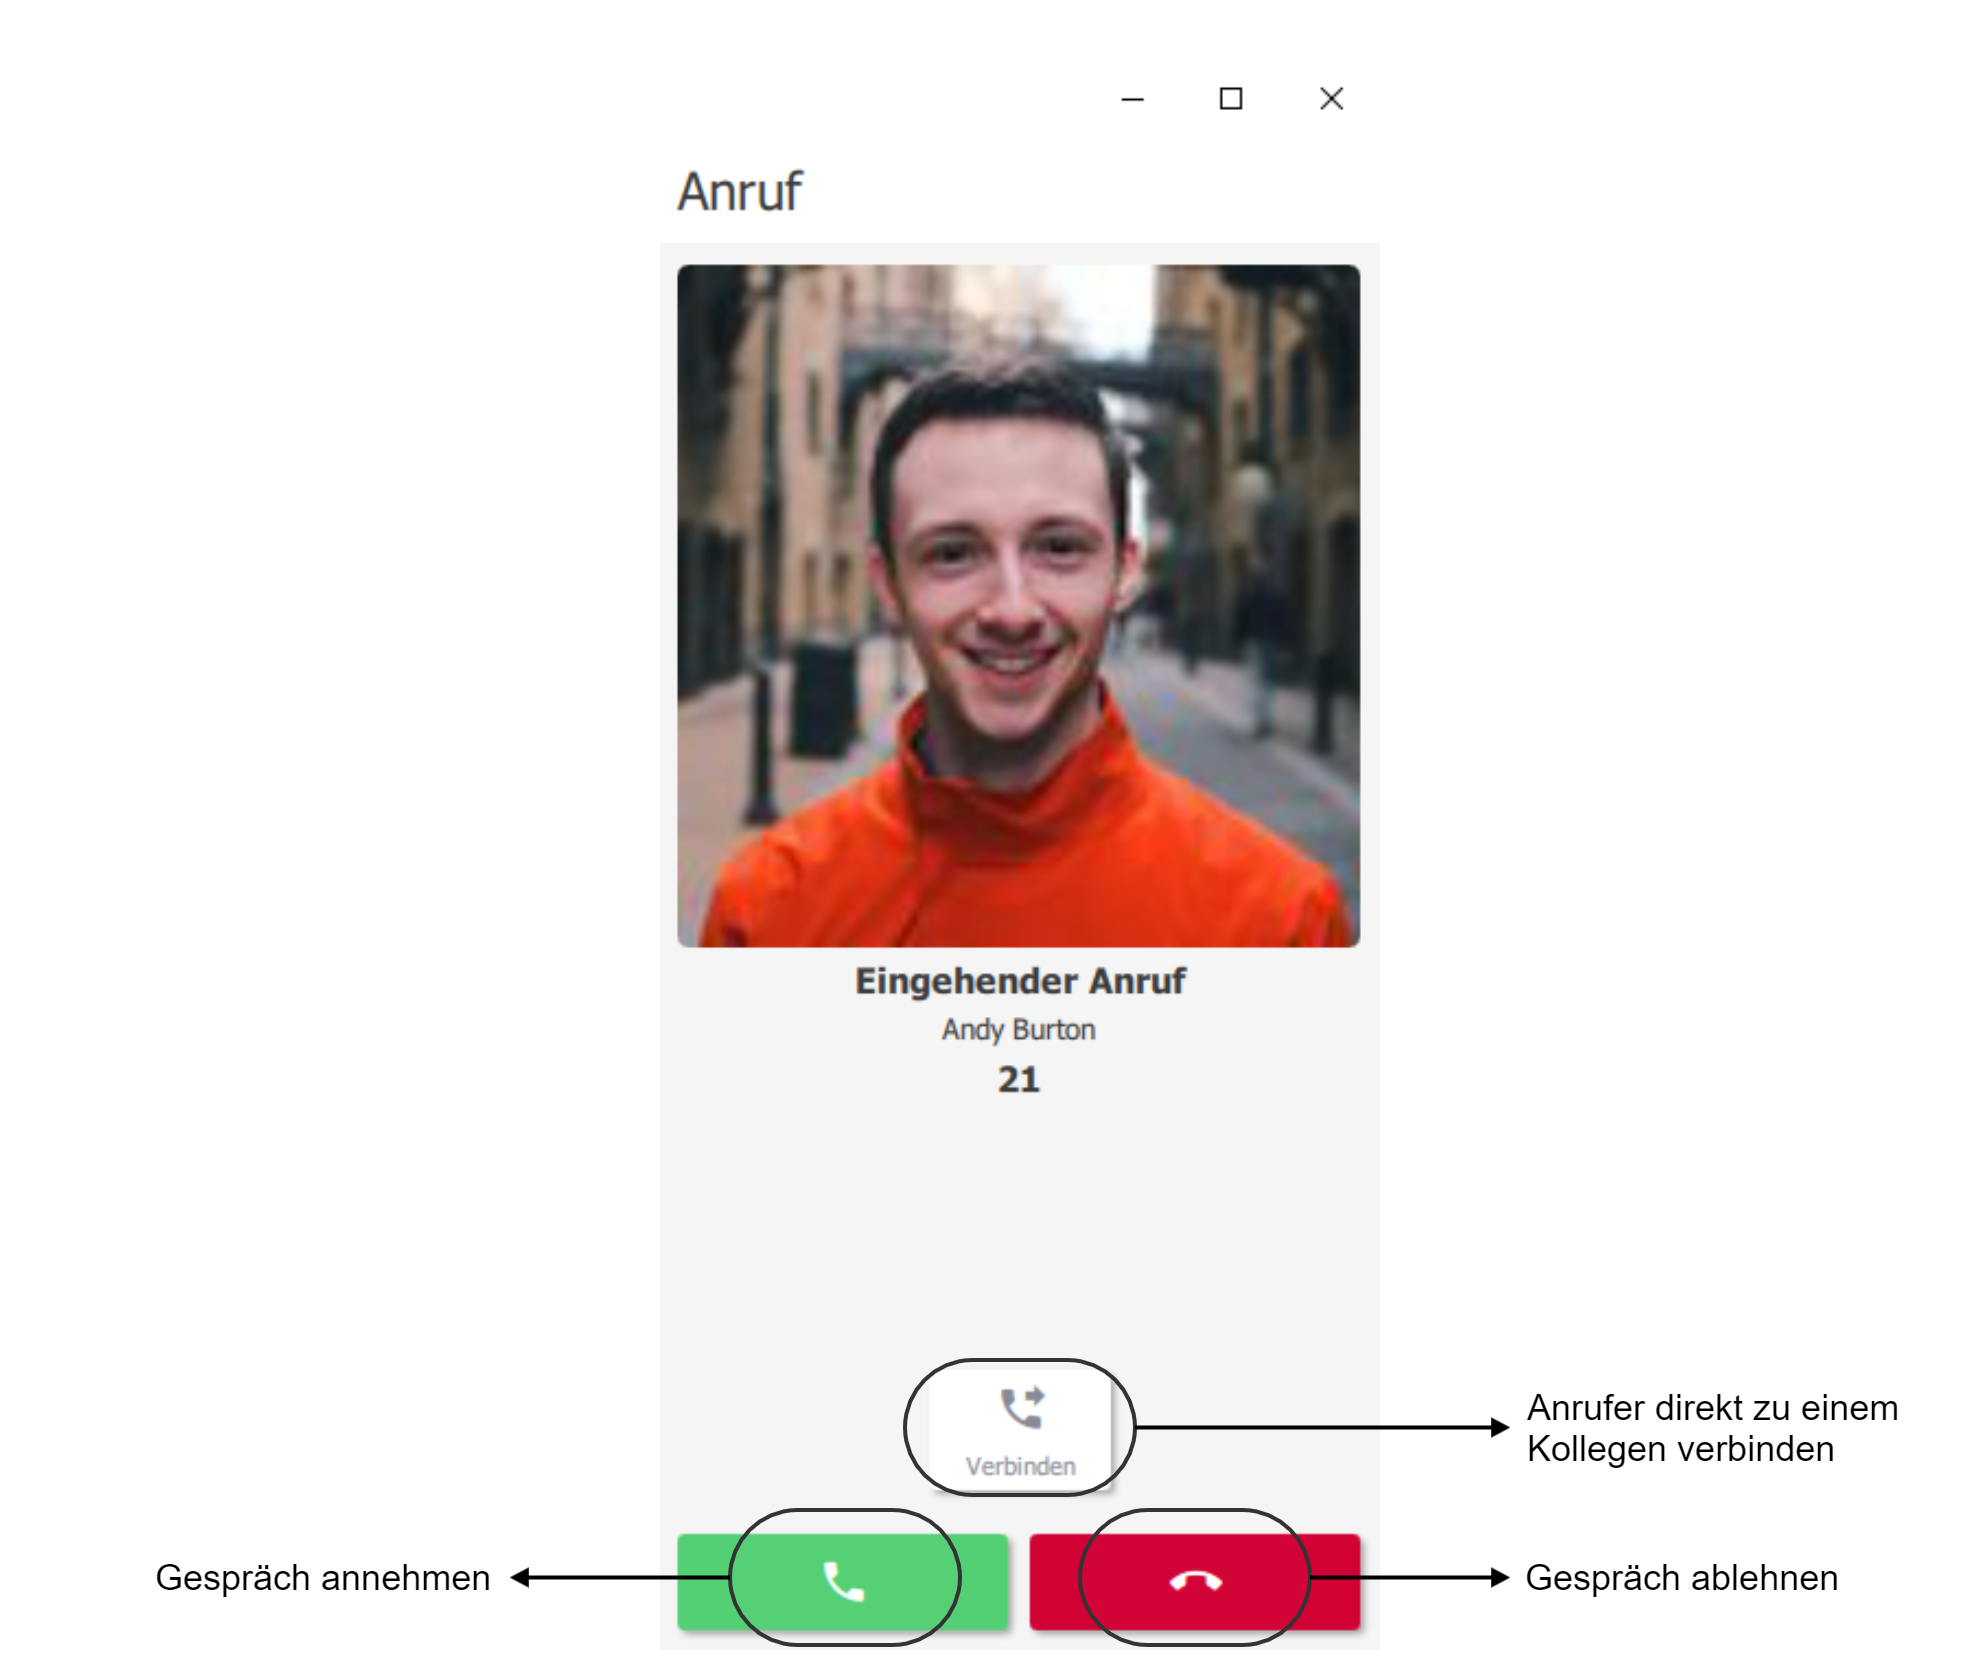 Anruf
Eingehender Anruf
Andy Burton
21
Verbinden
Anrufer direkt zu einem
Kollegen verbinden
Gespräch annehmen
Gespräch ablehnen